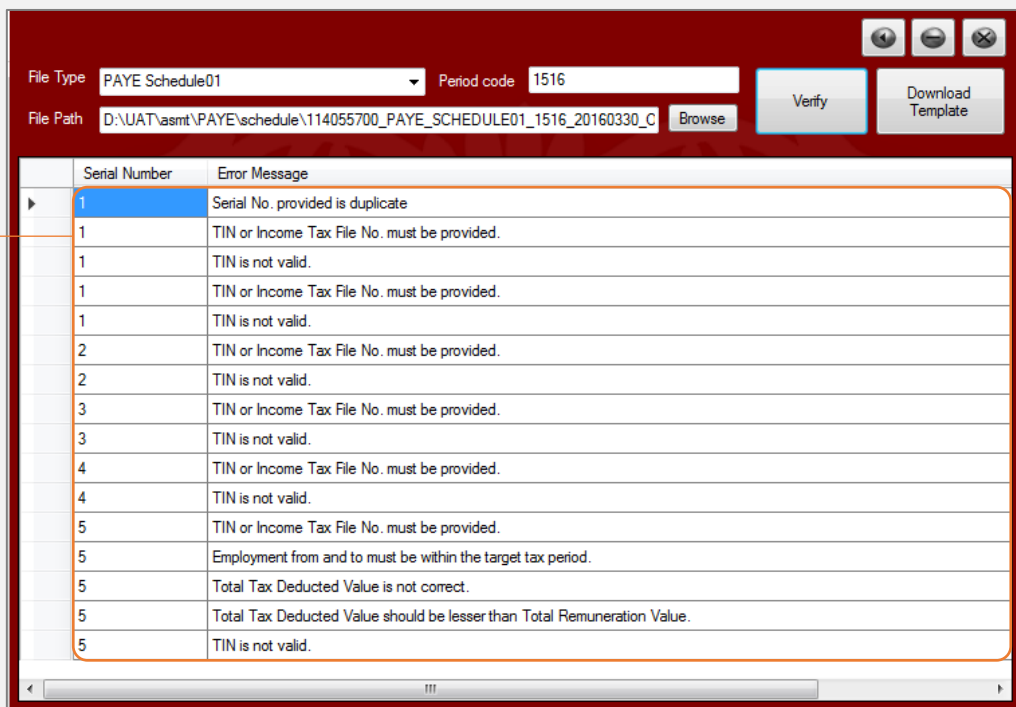 File Type PAYE Schedule01 Period code 1516
Verify
Download
Template
File Path D:\UAT\asmt\PAYE\schedule\114055700_PAYE_SCHEDULE01_1516_20160330_ Browse
Serial Number Error Message
1 Serial No. provided is duplicate
1 TIN or Income Tax File No. must be provided.
1 TIN is not valid.
1 TIN or Income Tax File No. must be provided.
1 TIN is not valid.
2 TIN or Income Tax File No. must be provided.
2 TIN is not valid.
3 TIN or Income Tax File No. must be provided.
3 TIN is not valid.
4 TIN or Income Tax File No. must be provided.
4 TIN is not valid.
5 TIN or Income Tax File No. must be provided.
5 Employment from and to must be within the target tax period.
5 Total Tax Deducted Value is not correct.
5 Total Tax Deducted Value should be lesser than Total Remuneration Value.
5 TIN is not valid.